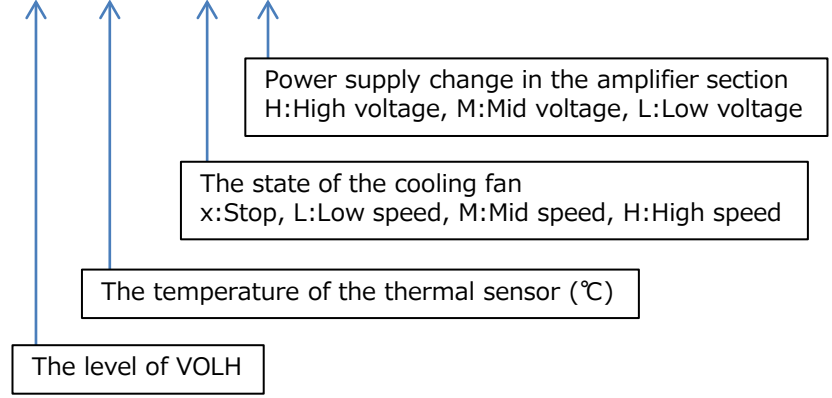 Power supply change in the amplifier section
H:High voltage, M:Mid voltage, L:Low voltage
The state of the cooling fan
x:Stop, L:Low speed, M:Mid speed, H:High speed
The temperature of the thermal sensor (℃)
The level of VOLH